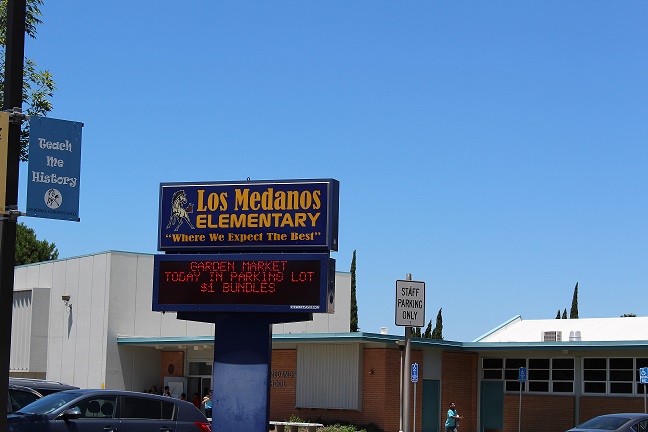 Teach
Me
History
Los Medanos
ELEMENTARY
"Where We Expect The Best"
GARDEN MARKET
TODAY IN PARKING LOT
$1 BUNDLES
STAFF
PARKING
ONLY